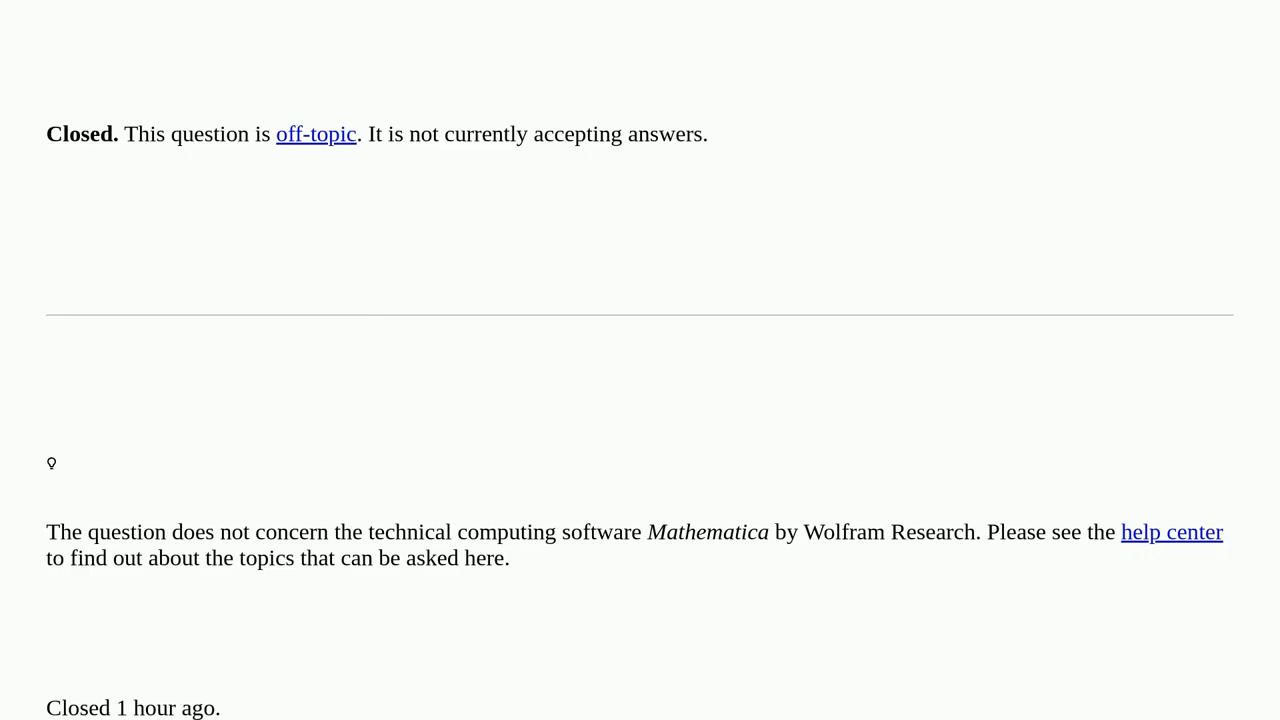 Closed. This question is off-topic. It is not currently accepting answers.
The question does not concern the technical computing software Mathematica by Wolfram Research. Please see the help center
to find out about the topics that can be asked here.
Closed 1 hour ago.